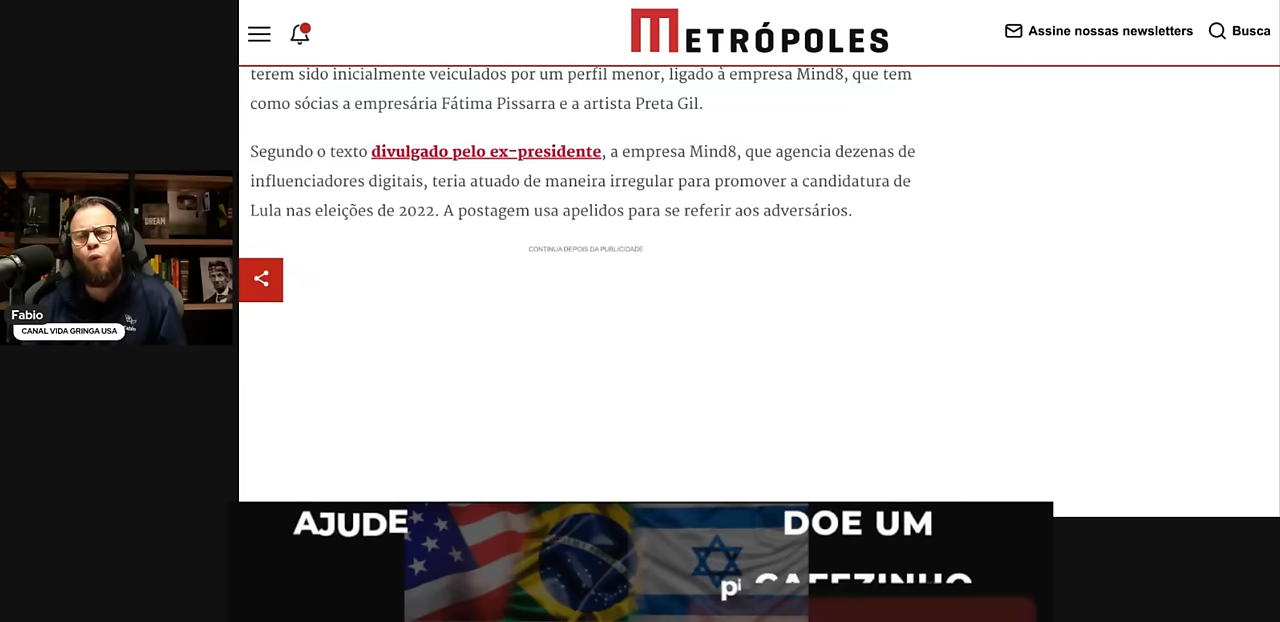 METRÓPOLES
Assine nossas newsletters
Busca
terem sido inicialmente veiculados por um perfil menor, ligado à empresa Mind8, que tem
como sócias a empresária Fátima Pissarra e a artista Preta Gil.
Segundo o texto divulgado pelo ex-presidente, a empresa Mind8, que agencia dezenas de
influenciadores digitais, teria atuado de maneira irregular para promover a candidatura de
Lula nas eleições de 2022. A postagem usa apelidos para se referir aos adversários.
CONTINUA DEPOIS DA PUBLICIDADE
DREAM
Fabio
CANAL VIDA GRINGA USA
AJUDE
DOE UM
pi
CAFEZINHO